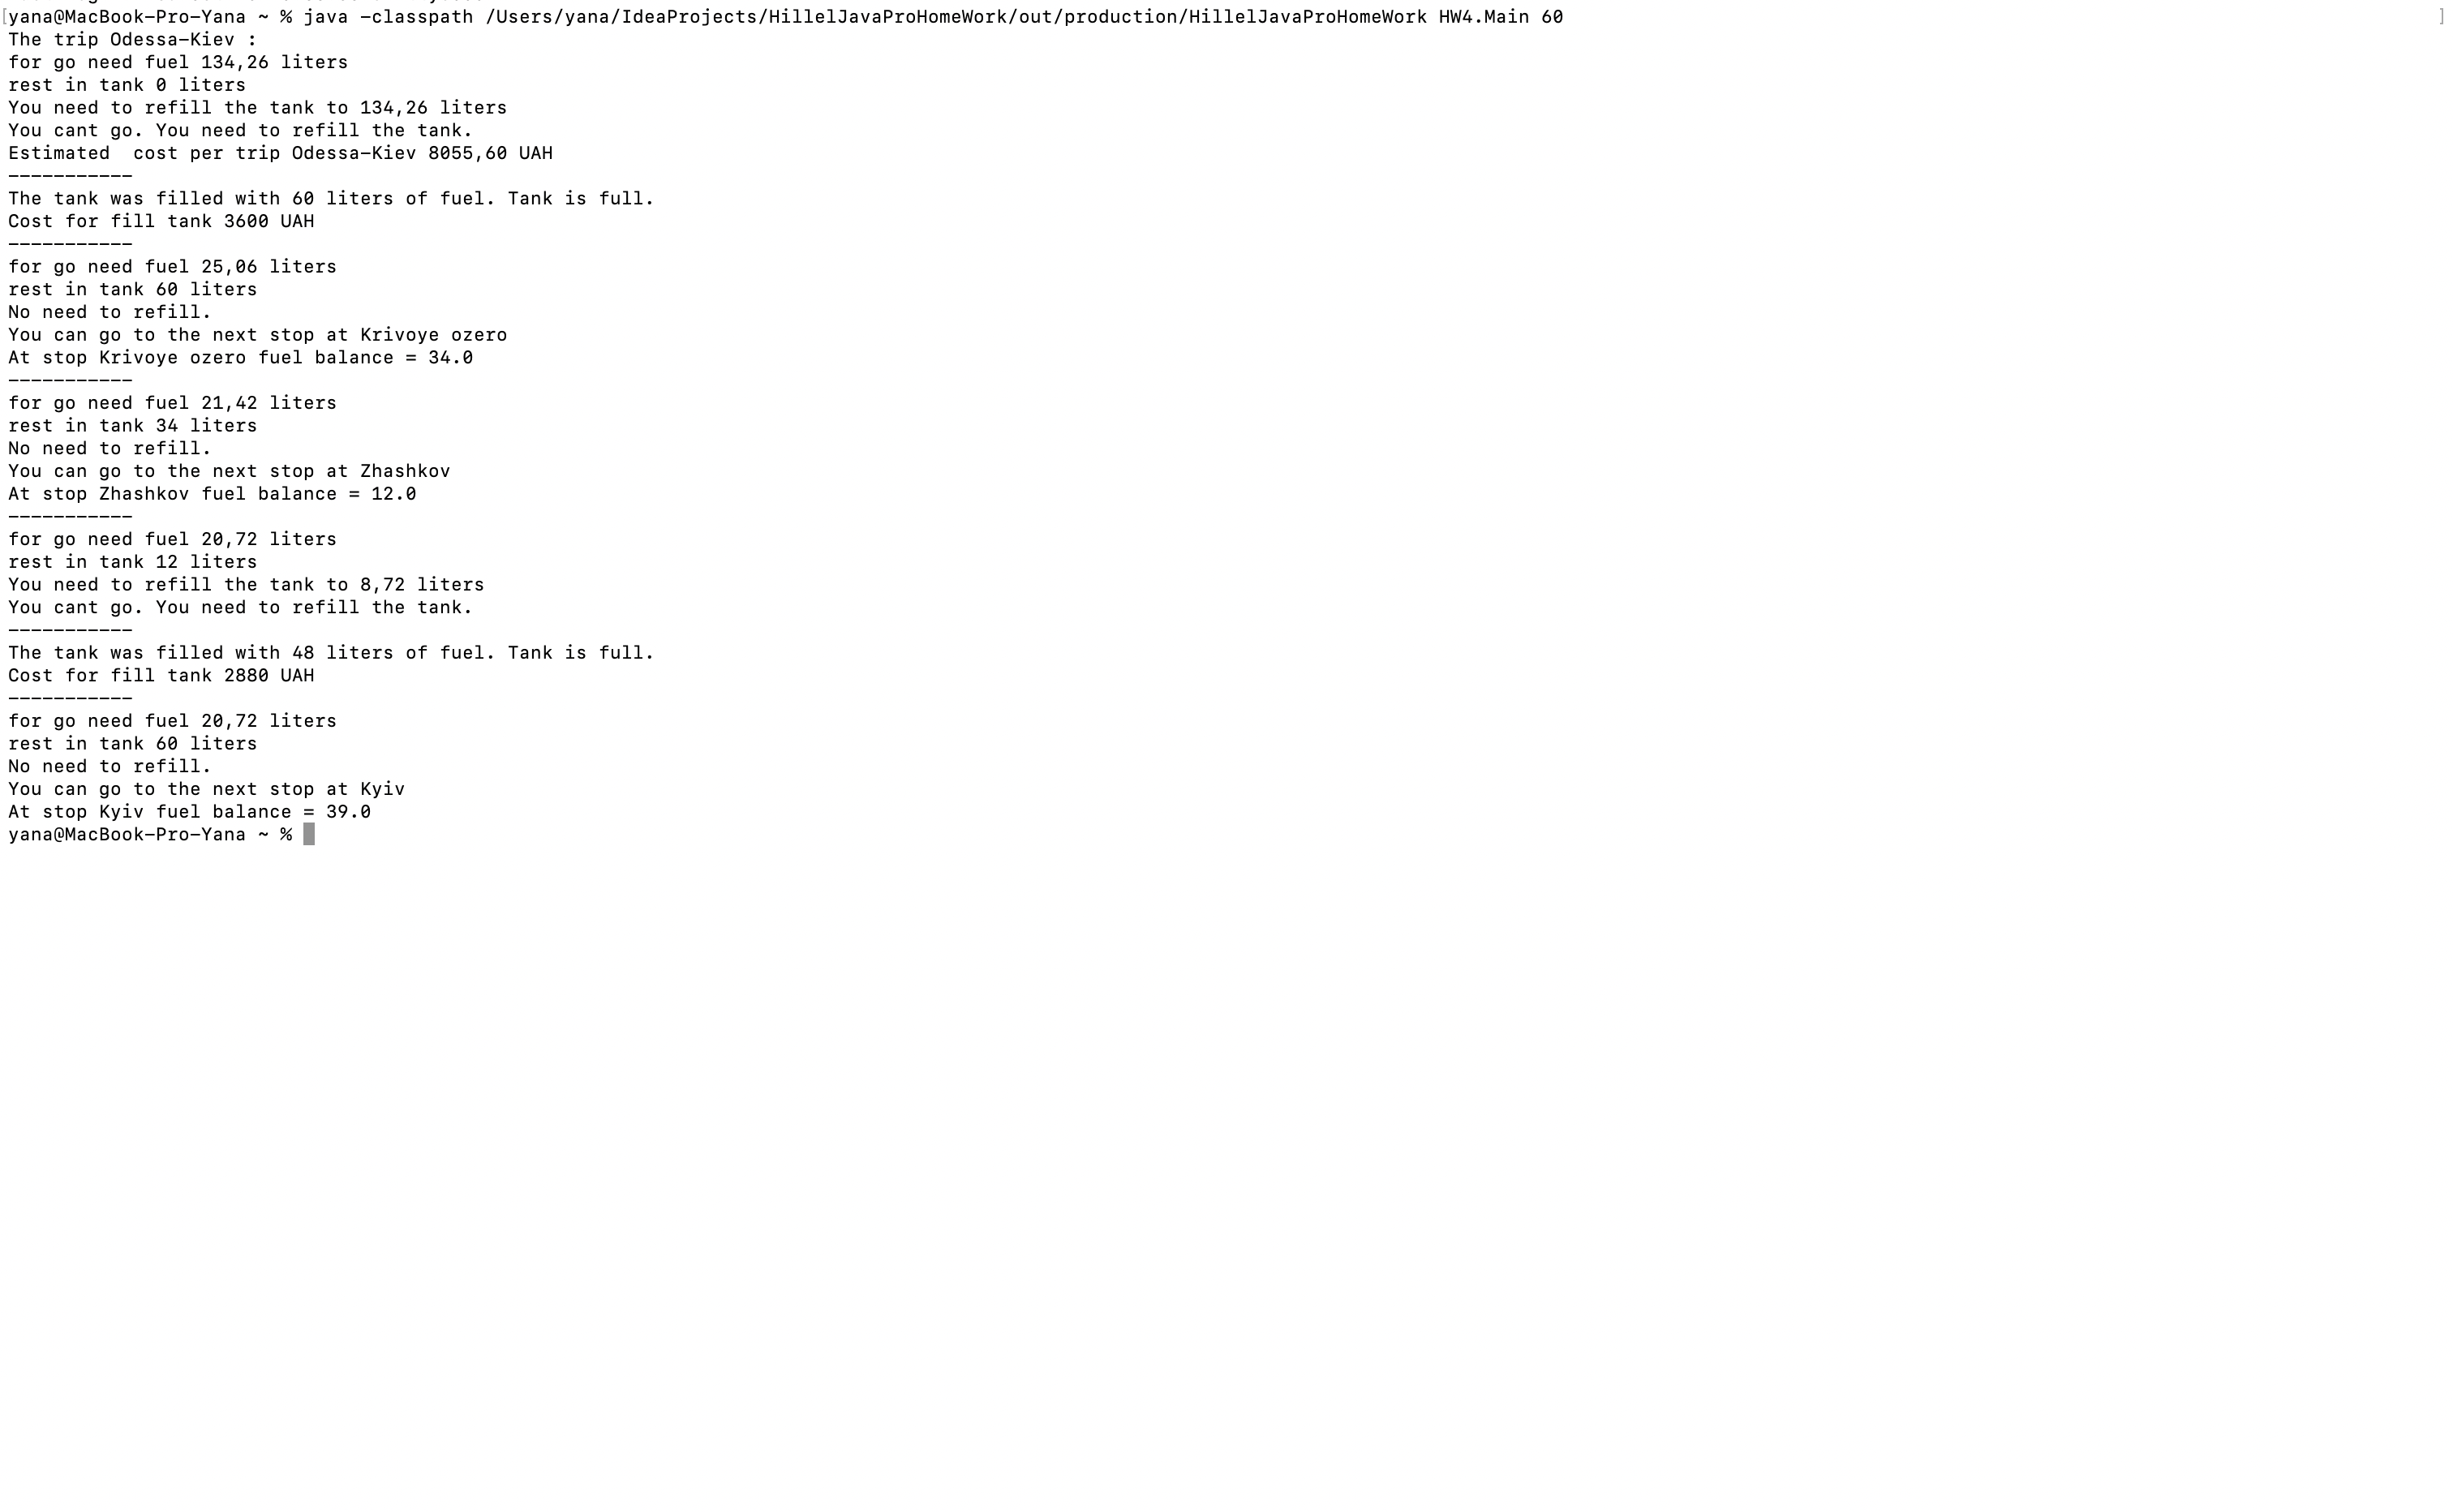 [yana@MacBook-Pro-Yana ~ % java -classpath /Users/yana/IdeaProjects/HillelJavaProHomeWork/out/production/HillelJavaProHomeWork HW4.Main 60 ]
The trip Odessa-Kiev :
for go need fuel 134,26 liters
rest in tank 0 liters
You need to refill the tank to 134,26 liters
You cant go. You need to refill the tank.
Estimated  cost per trip Odessa-Kiev 8055,60 UAH
-----------
The tank was filled with 60 liters of fuel. Tank is full.
Cost for fill tank 3600 UAH
-----------
for go need fuel 25,06 liters
rest in tank 60 liters
No need to refill.
You can go to the next stop at Krivoye ozero
At stop Krivoye ozero fuel balance = 34.0
-----------
for go need fuel 21,42 liters
rest in tank 34 liters
No need to refill.
You can go to the next stop at Zhashkov
At stop Zhashkov fuel balance = 12.0
-----------
for go need fuel 20,72 liters
rest in tank 12 liters
You need to refill the tank to 8,72 liters
You cant go. You need to refill the tank.
-----------
The tank was filled with 48 liters of fuel. Tank is full.
Cost for fill tank 2880 UAH
-----------
for go need fuel 20,72 liters
rest in tank 60 liters
No need to refill.
You can go to the next stop at Kyiv
At stop Kyiv fuel balance = 39.0
yana@MacBook-Pro-Yana ~ %